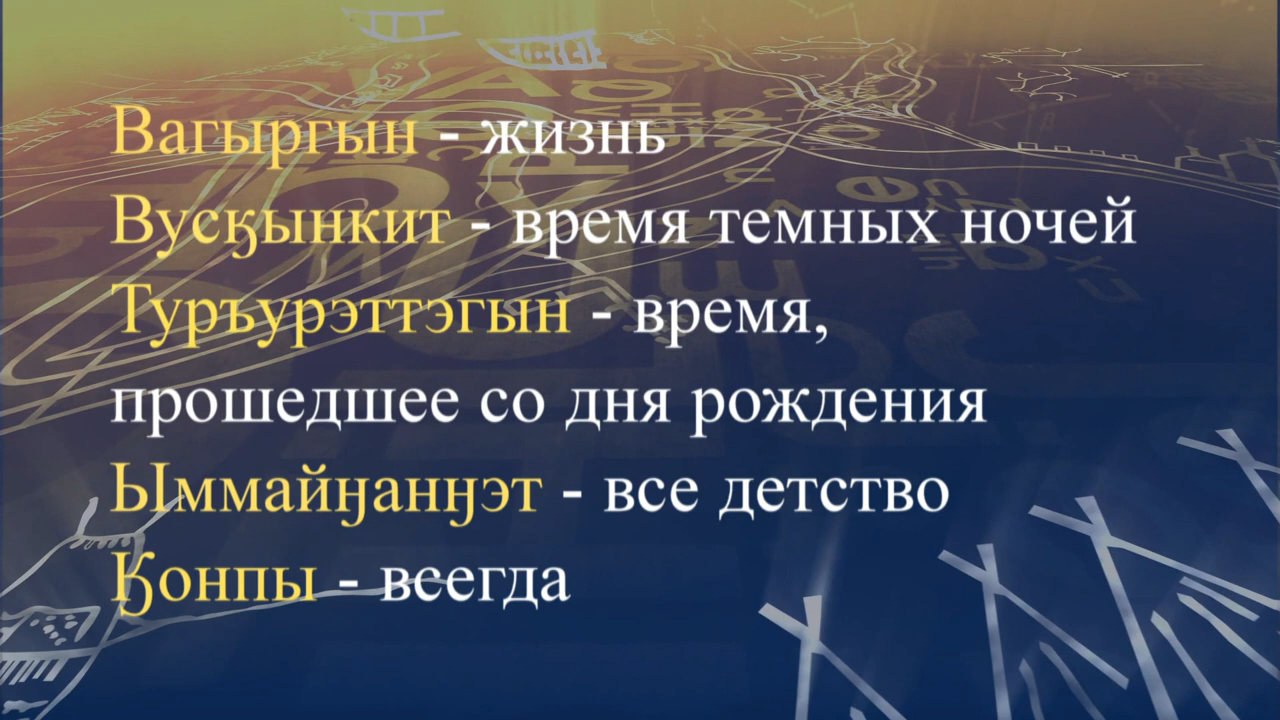 Вагыргын - жизнь
Вусӄынкит - время темных ночей
Туръурэттэгын - время,
прошедшее со дня рождения
Ыммайӈанӈэт - все детство
Ӄонпы - всегда